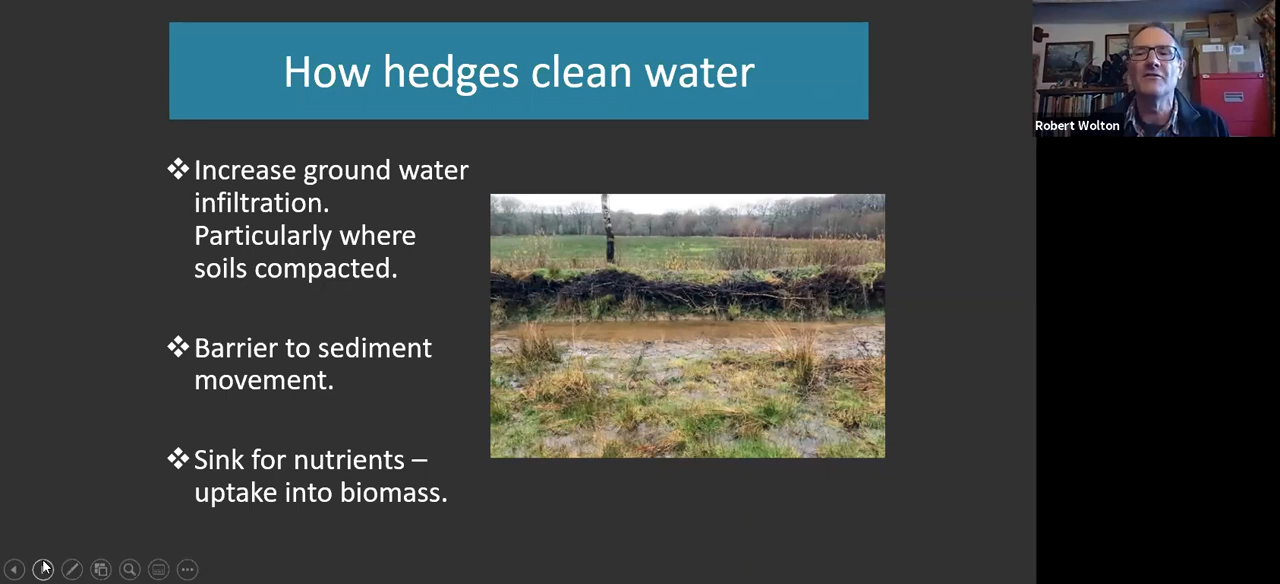 How hedges clean water
Increase ground water
infiltration.
Particularly where
soils compacted.
Barrier to sediment
movement.
Sink for nutrients –
uptake into biomass.
Robert Wolton